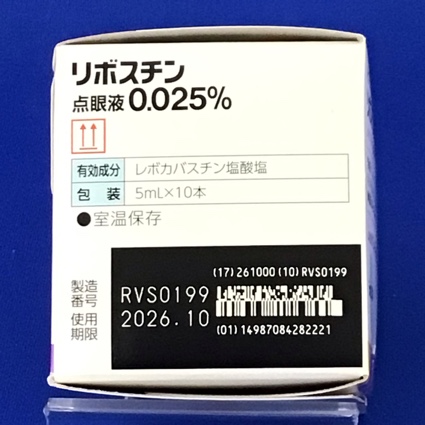 リボスチン
点眼液 0.025%
有効成分 レボカバスチン塩酸塩
包装 5mL×10本
●室温保存
(17)261000(10)RVS0199
製造番号 RVS0199
使用期限 2026.10
(01)14987084282221